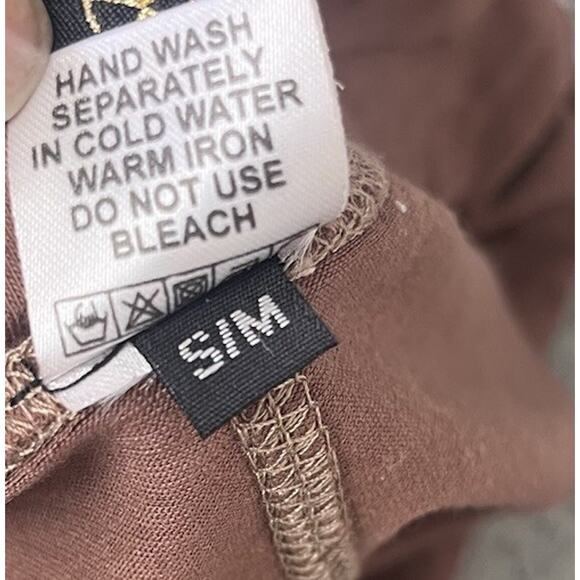 HAND WASH
SEPARATELY
IN COLD WATER
WARM IRON
DO NOT USE
BLEACH
S/M